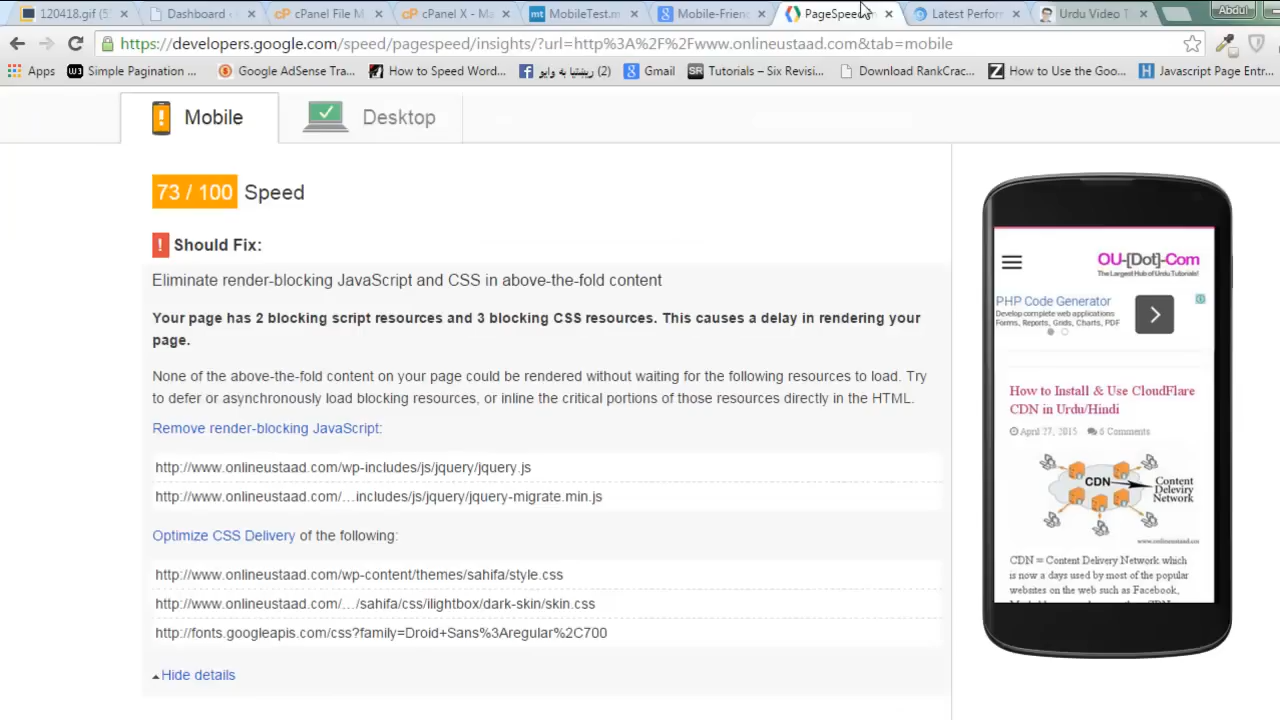 120418.gif (5
Dashboard ‹
cPanel File M
cPanel X - Ma
MobileTest.m
Mobile-Frien
PageSpeed
Latest Perfor
Urdu Video T
Abdul
https://developers.google.com/speed/pagespeed/insights/?url=http%3A%2F%2Fwww.onlineustaad.com&tab=mobile
Apps
Simple Pagination ...
Google AdSense Tra...
How to Speed Word...
(2) ریښتیا به وایو
Gmail
Tutorials – Six Revisi...
Download RankCrac...
How to Use the Goo...
Javascript Page Entr...
Mobile
Desktop
73 / 100 Speed
! Should Fix:
Eliminate render-blocking JavaScript and CSS in above-the-fold content
Your page has 2 blocking script resources and 3 blocking CSS resources. This causes a delay in rendering your
page.
None of the above-the-fold content on your page could be rendered without waiting for the following resources to load. Try
to defer or asynchronously load blocking resources, or inline the critical portions of those resources directly in the HTML.
Remove render-blocking JavaScript:
http://www.onlineustaad.com/wp-includes/js/jquery/jquery.js
http://www.onlineustaad.com/…includes/js/jquery/jquery-migrate.min.js
Optimize CSS Delivery of the following:
http://www.onlineustaad.com/wp-content/themes/sahifa/style.css
http://www.onlineustaad.com/…/sahifa/css/ilightbox/dark-skin/skin.css
http://fonts.googleapis.com/css?family=Droid+Sans%3Aregular%2C700
Hide details
OU-[Dot]-Com
The Largest Hub of Urdu Tutorials!
PHP Code Generator
Develop complete web applications
Forms, Reports, Grids, Charts, PDF
How to Install & Use CloudFlare
CDN in Urdu/Hindi
April 27, 2015 6 Comments
CDN
Content
Deleviry
Network
www.onlineustaad.com
CDN = Content Delivery Network which
is now a days used by most of the popular
websites on the web such as Facebook,